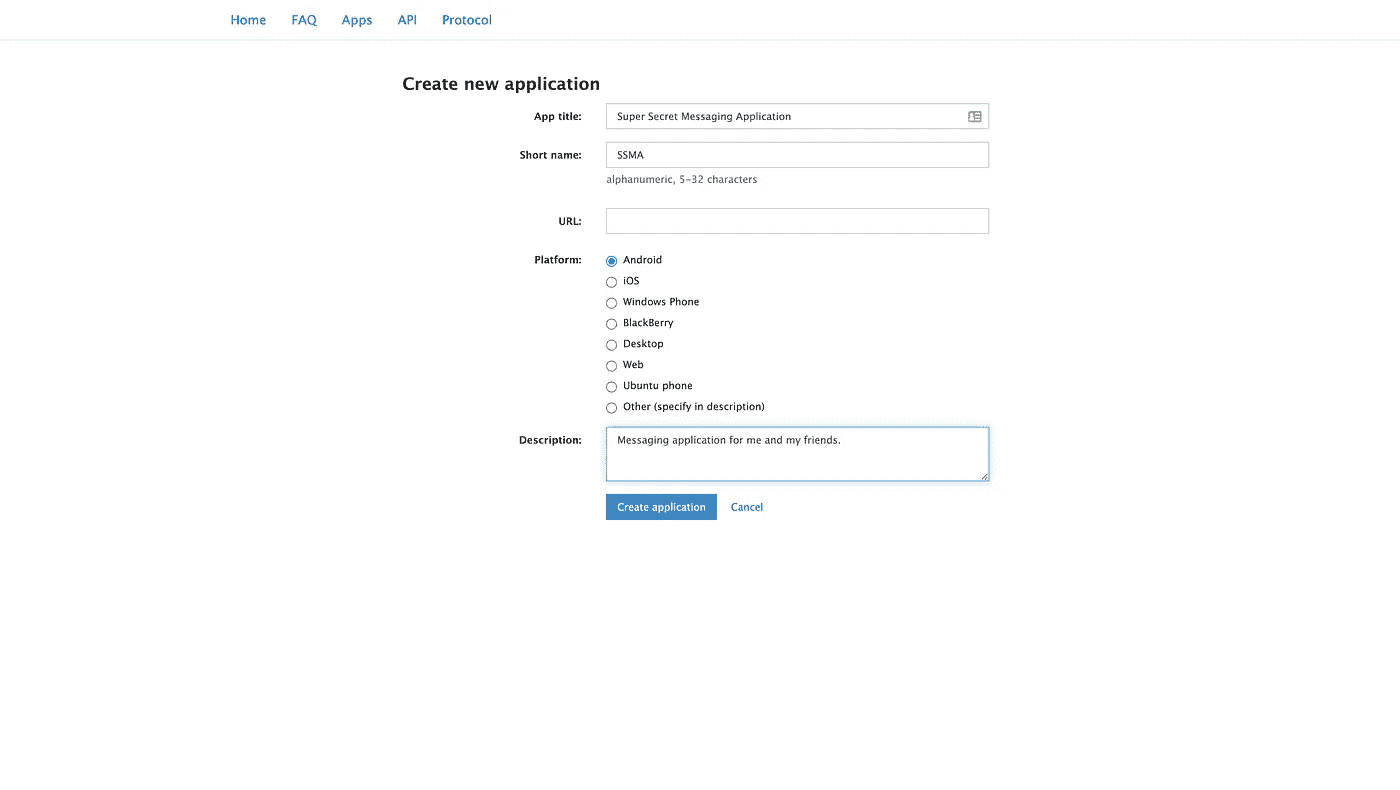 Home FAQ Apps API Protocol
Create new application
App title: Super Secret Messaging Application
Short name: SSMA
alphanumeric, 5-32 characters
URL:
Platform: Android
iOS
Windows Phone
BlackBerry
Desktop
Web
Ubuntu phone
Other (specify in description)
Description: Messaging application for me and my friends.
Create application Cancel